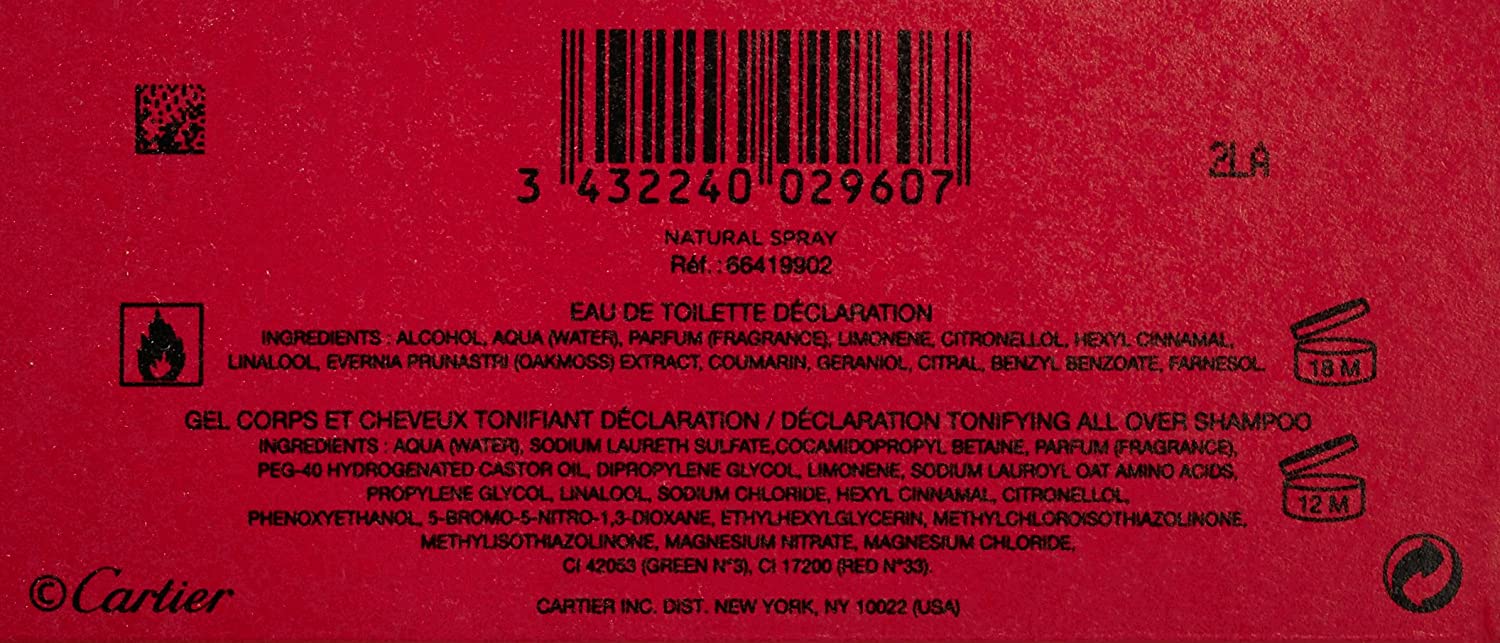 3 432240 029607
2LA
NATURAL SPRAY
Réf. : 66419902
EAU DE TOILETTE DÉCLARATION
INGREDIENTS : ALCOHOL, AQUA (WATER), PARFUM (FRAGRANCE), LIMONENE, CITRONELLOL, HEXYL CINNAMAL,
LINALOOL, EVERNIA PRUNASTRI (OAKMOSS) EXTRACT, COUMARIN, GERANIOL, CITRAL, BENZYL BENZOATE, FARNESOL.
18 M
GEL CORPS ET CHEVEUX TONIFIANT DÉCLARATION / DÉCLARATION TONIFYING ALL OVER SHAMPOO
INGREDIENTS : AQUA (WATER), SODIUM LAURETH SULFATE,COCAMIDOPROPYL BETAINE, PARFUM (FRAGRANCE),
PEG-40 HYDROGENATED CASTOR OIL, DIPROPYLENE GLYCOL, LIMONENE, SODIUM LAUROYL OAT AMINO ACIDS,
PROPYLENE GLYCOL, LINALOOL, SODIUM CHLORIDE, HEXYL CINNAMAL, CITRONELLOL,
PHENOXYETHANOL, 5-BROMO-5-NITRO-1,3-DIOXANE, ETHYLHEXYLGLYCERIN, METHYLCHLOROISOTHIAZOLINONE,
METHYLISOTHIAZOLINONE, MAGNESIUM NITRATE, MAGNESIUM CHLORIDE,
CI 42053 (GREEN N°3), CI 17200 (RED N°33).
12 M
© Cartier
CARTIER INC. DIST. NEW YORK, NY 10022 (USA)